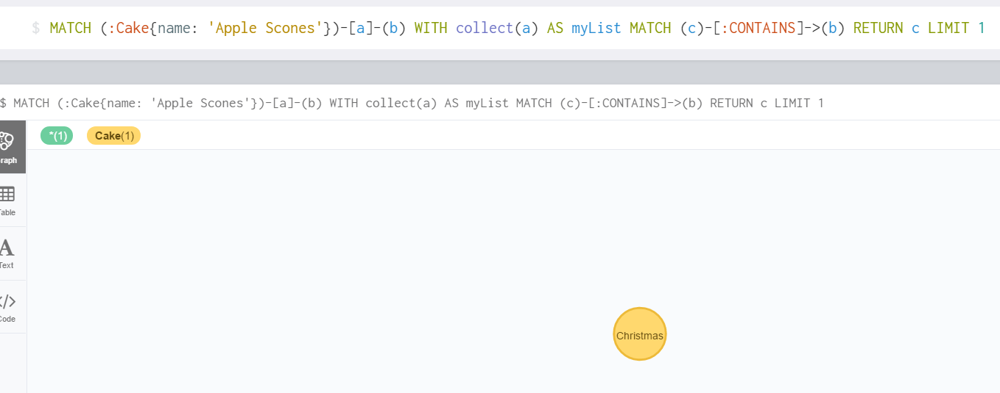 $ MATCH (:Cake{name: 'Apple Scones'})-[a]-(b) WITH collect(a) AS myList MATCH (c)-[:CONTAINS]->(b) RETURN c LIMIT 1
$ MATCH (:Cake{name: 'Apple Scones'})-[a]-(b) WITH collect(a) AS myList MATCH (c)-[:CONTAINS]->(b) RETURN c LIMIT 1
*(1) Cake(1)
raph
Table
A
Text
</>
Code
Christmas